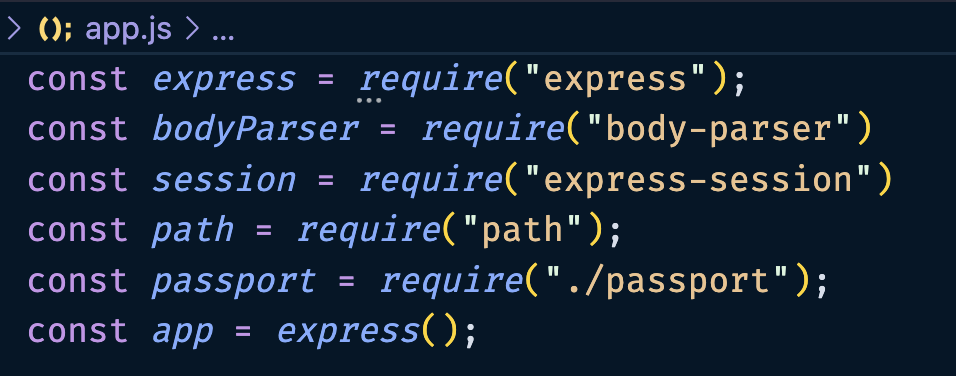 > (); app.js > ...
const express = require("express");
const bodyParser = require("body-parser")
const session = require("express-session")
const path = require("path");
const passport = require("./passport");
const app = express();